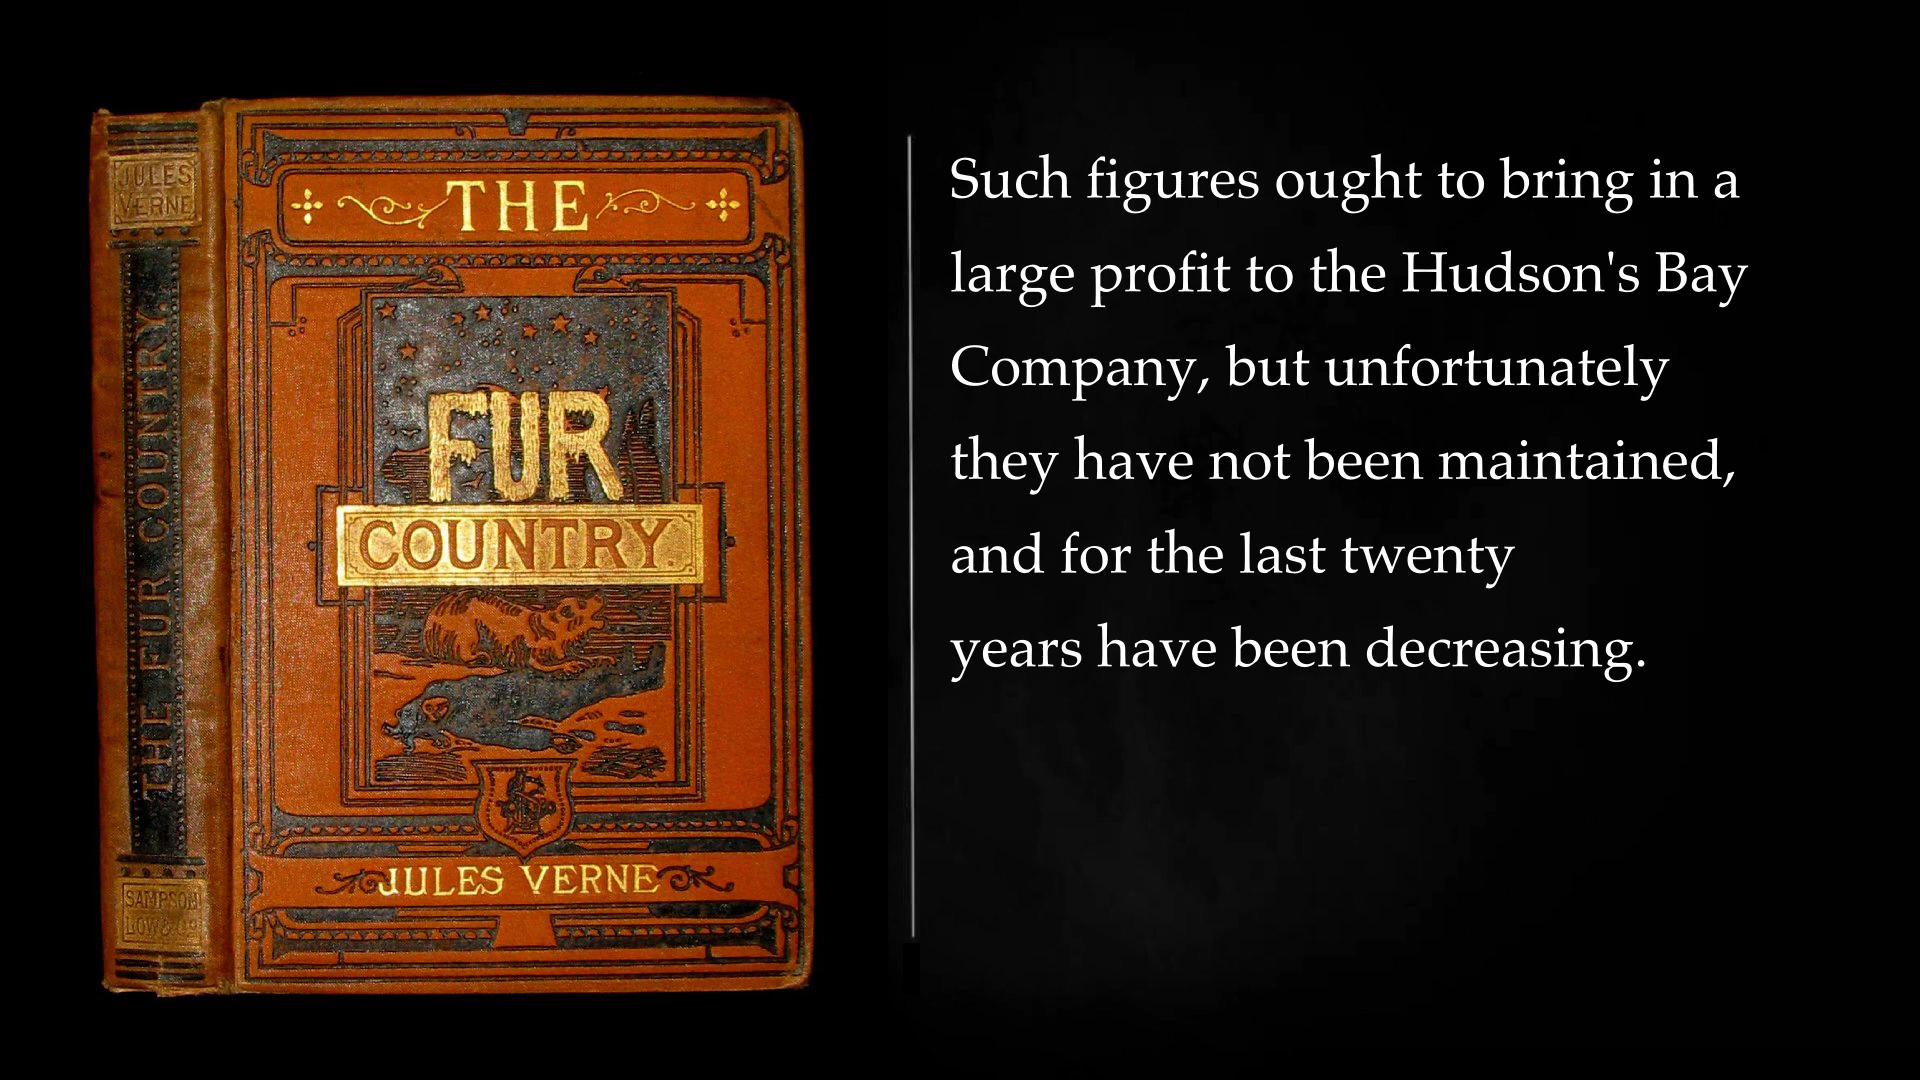 JULES
VERNE
THE FUR COUNTRY.
SAMPSON
LOW & Co
THE
FUR
COUNTRY.
JULES VERNE
Such figures ought to bring in a
large profit to the Hudson's Bay
Company, but unfortunately
they have not been maintained,
and for the last twenty
years have been decreasing.